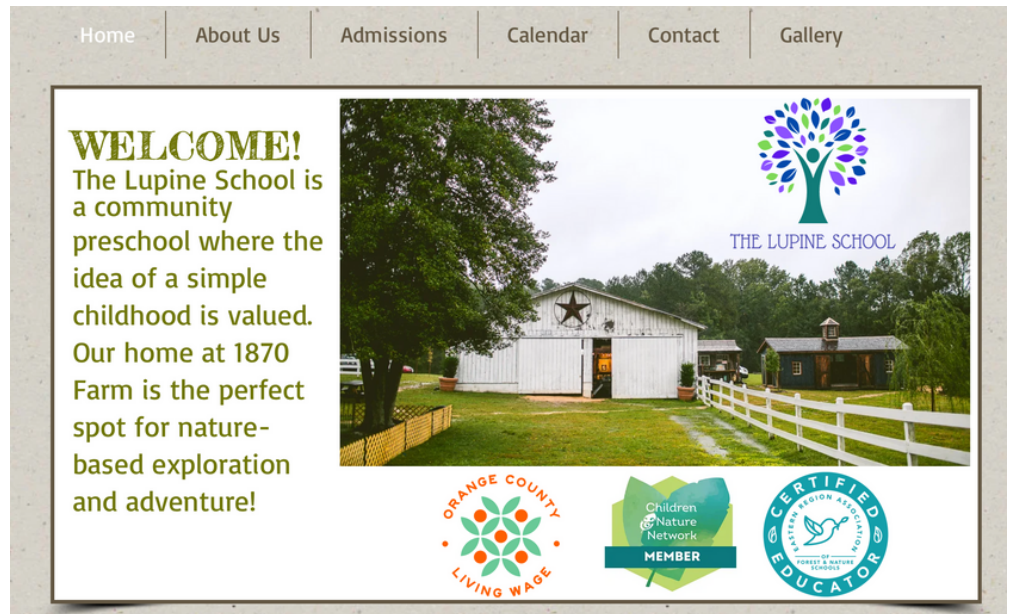 Home
About Us
Admissions
Calendar
Contact
Gallery
WELCOME!
The Lupine School is
a community
preschool where the
idea of a simple
childhood is valued.
Our home at 1870
Farm is the perfect
spot for nature-
based exploration
and adventure!
THE LUPINE SCHOOL
ORANGE COUNTY
LIVING WAGE
Children
& Nature
Network
MEMBER
CERTIFIED
EASTERN REGION ASSOCIATION
OF
FOREST & NATURE
SCHOOLS
EDUCATOR